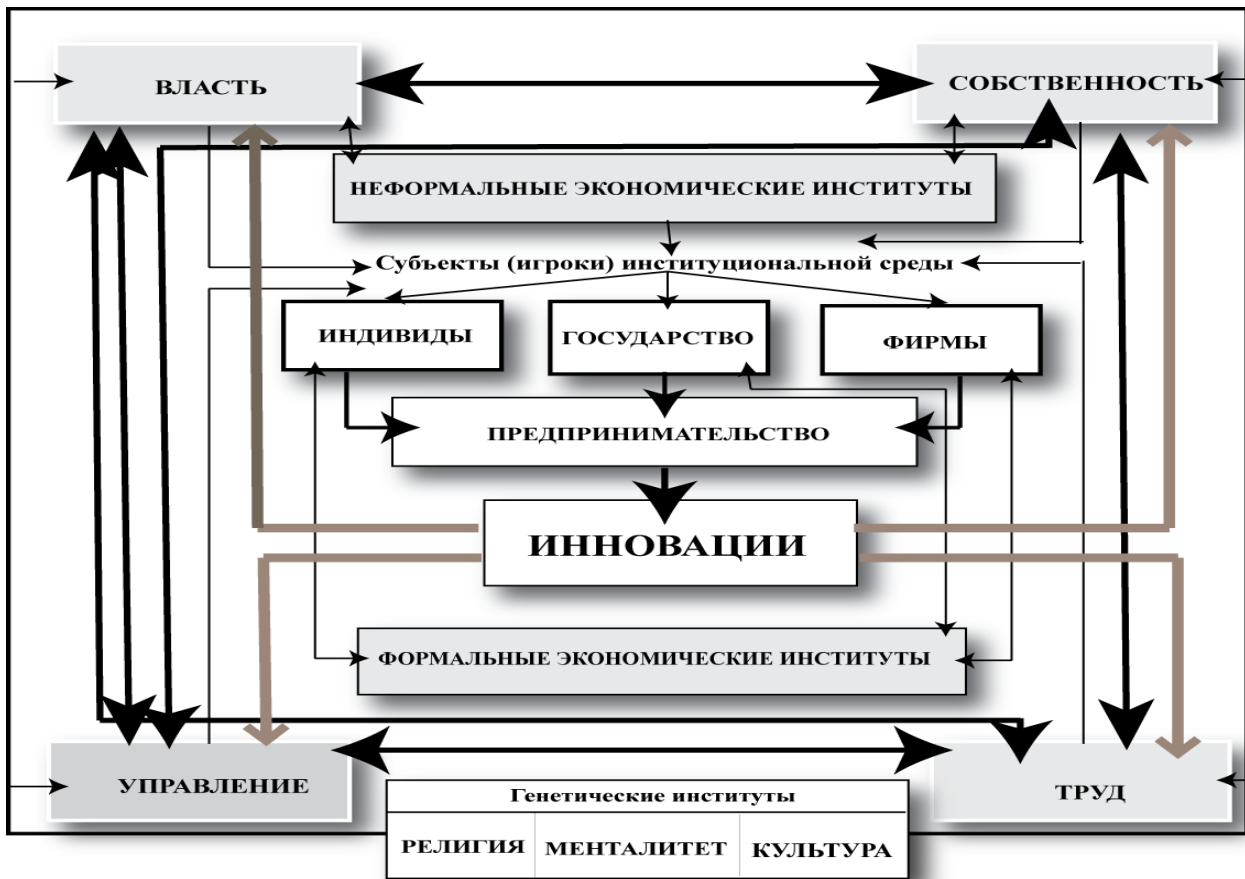 ВЛАСТЬ
СОБСТВЕННОСТЬ
НЕФОРМАЛЬНЫЕ ЭКОНОМИЧЕСКИЕ ИНСТИТУТЫ
Субъекты (игроки) институциональной среды
ИНДИВИДЫ
ГОСУДАРСТВО
ФИРМЫ
ПРЕДПРИНИМАТЕЛЬСТВО
ИННОВАЦИИ
ФОРМАЛЬНЫЕ ЭКОНОМИЧЕСКИЕ ИНСТИТУТЫ
УПРАВЛЕНИЕ
ТРУД
Генетические институты
РЕЛИГИЯ
МЕНТАЛИТЕТ
КУЛЬТУРА